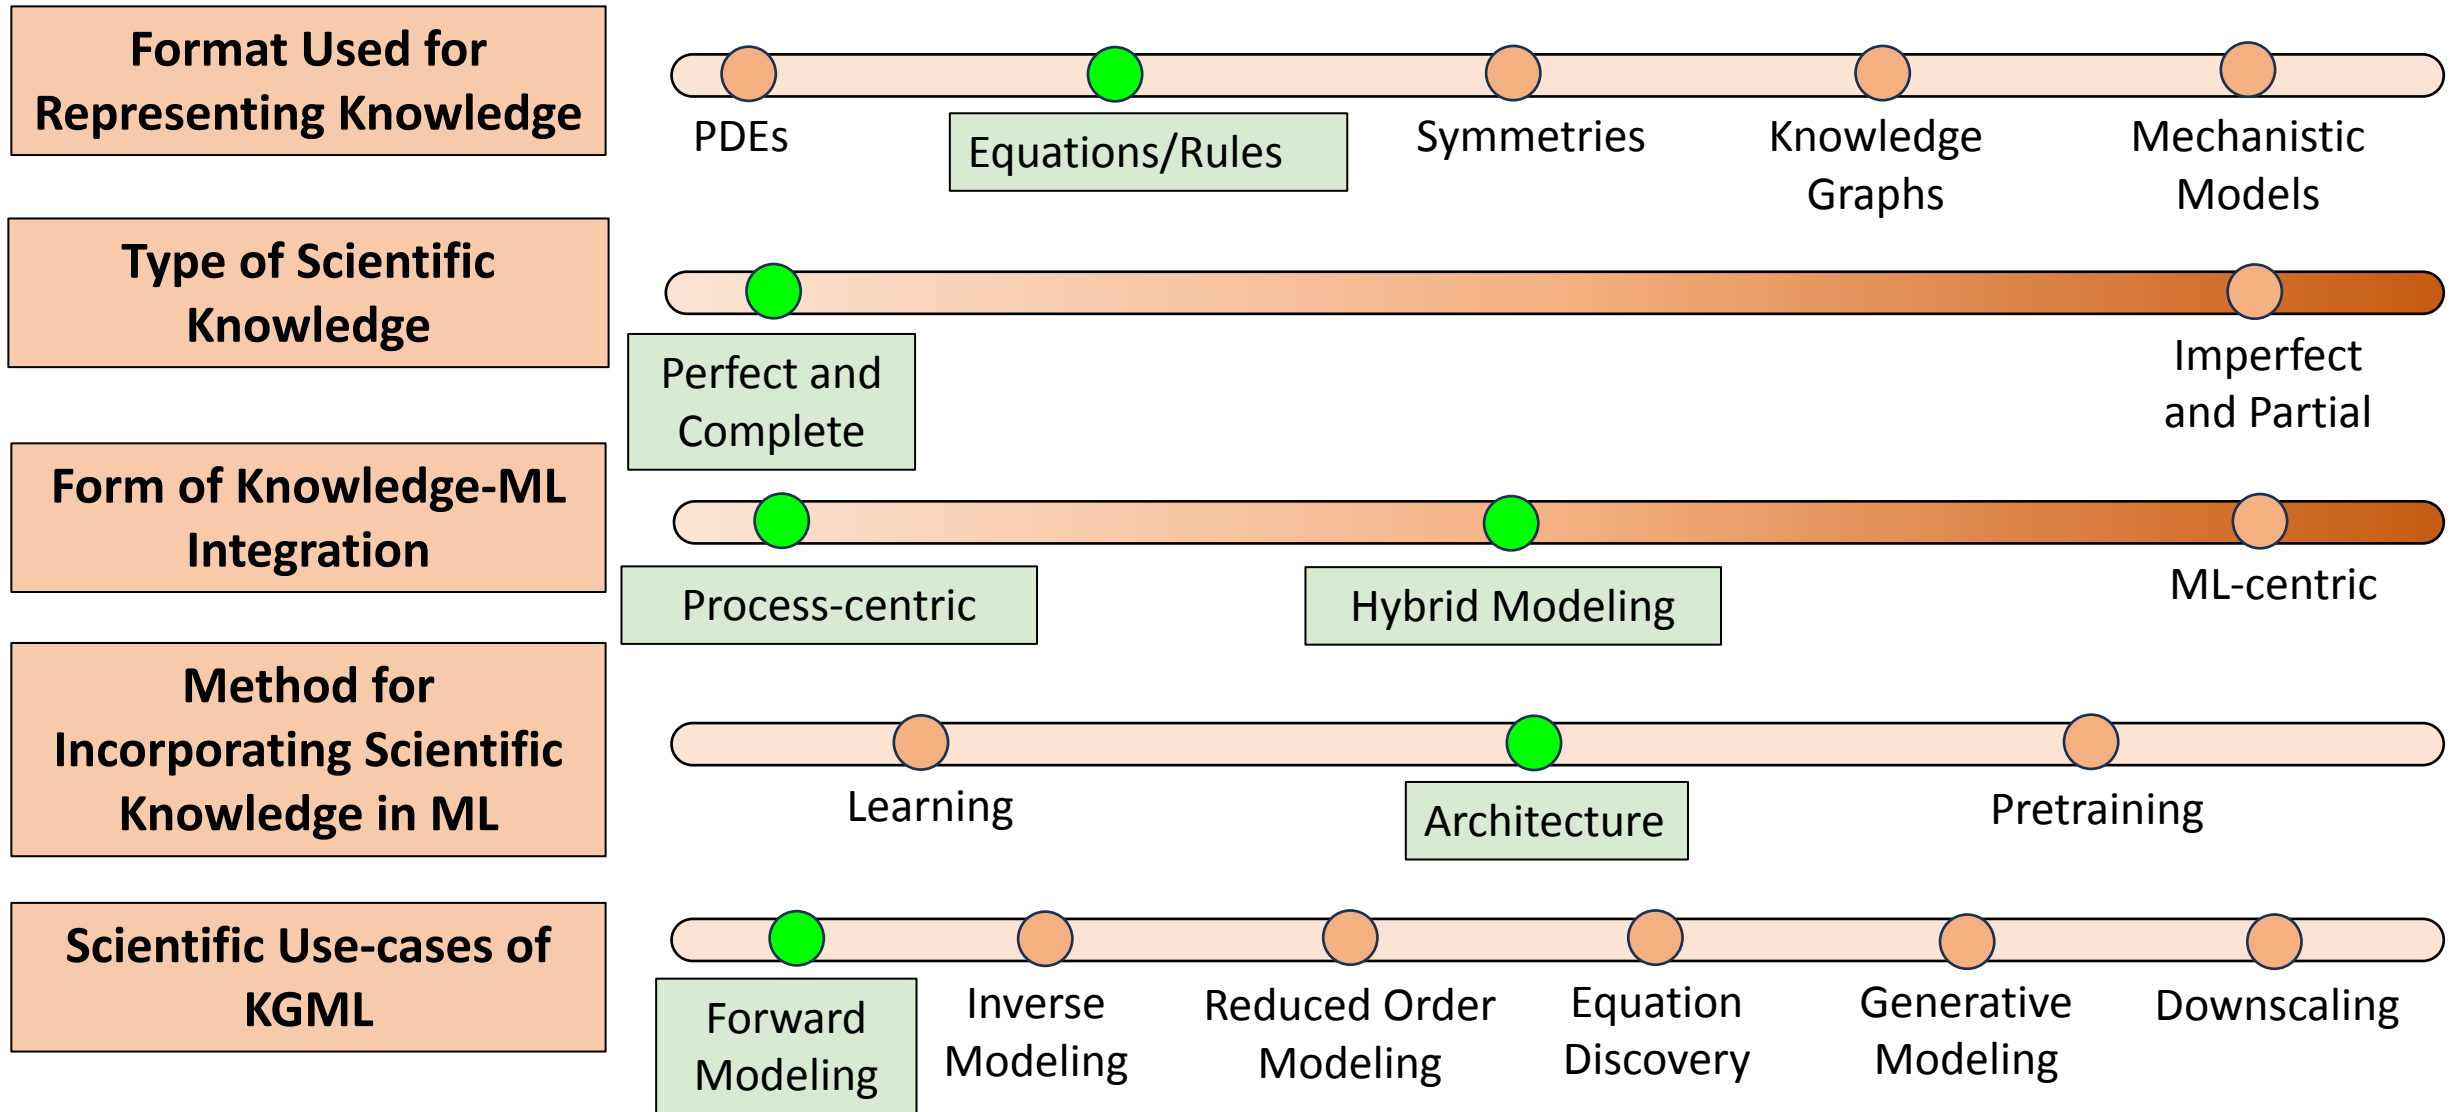 Format Used for
Representing Knowledge
PDEs
Equations/Rules
Symmetries
Knowledge
Graphs
Mechanistic
Models
Type of Scientific
Knowledge
Perfect and
Complete
Imperfect
and Partial
Form of Knowledge-ML
Integration
Process-centric
Hybrid Modeling
ML-centric
Method for
Incorporating Scientific
Knowledge in ML
Learning
Architecture
Pretraining
Scientific Use-cases of
KGML
Forward
Modeling
Inverse
Modeling
Reduced Order
Modeling
Equation
Discovery
Generative
Modeling
Downscaling